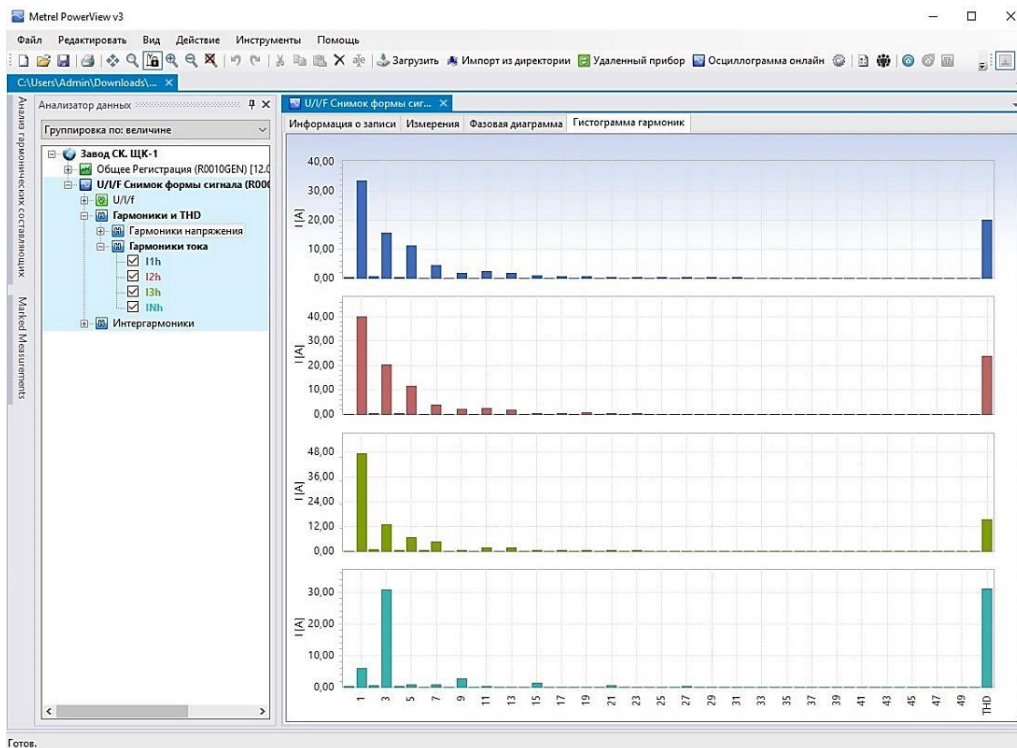 Metrel PowerView v3
Файл Редактировать Вид Действие Инструменты Помощь
Загрузить Импорт из директории Удаленный прибор Осциллограмма онлайн
C:\Users\Admin\Downloads\...
Анализ гармонических составляющих
Marked Measurements
Анализатор данных
Группировка по: величине
Завод СК. ЩК-1
Общее Регистрация (R0010GEN) [12.0
U/I/F Снимок формы сигнала (R000
U/I/f
Гармоники и THD
Гармоники напряжения
Гармоники тока
I1h
I2h
I3h
INh
Интергармоники
U/I/F Снимок формы сиг...
Информация о записи Измерения Фазовая диаграмма Гистограмма гармоник
40,00
30,00
20,00
10,00
0,00
I [A]
40,00
30,00
20,00
10,00
0,00
I [A]
48,00
36,00
24,00
12,00
0,00
I [A]
30,00
20,00
10,00
0,00
I [A]
1 3 5 7 9 11 13 15 17 19 21 23 25 27 29 31 33 35 37 39 41 43 45 47 49 THD
Готов.